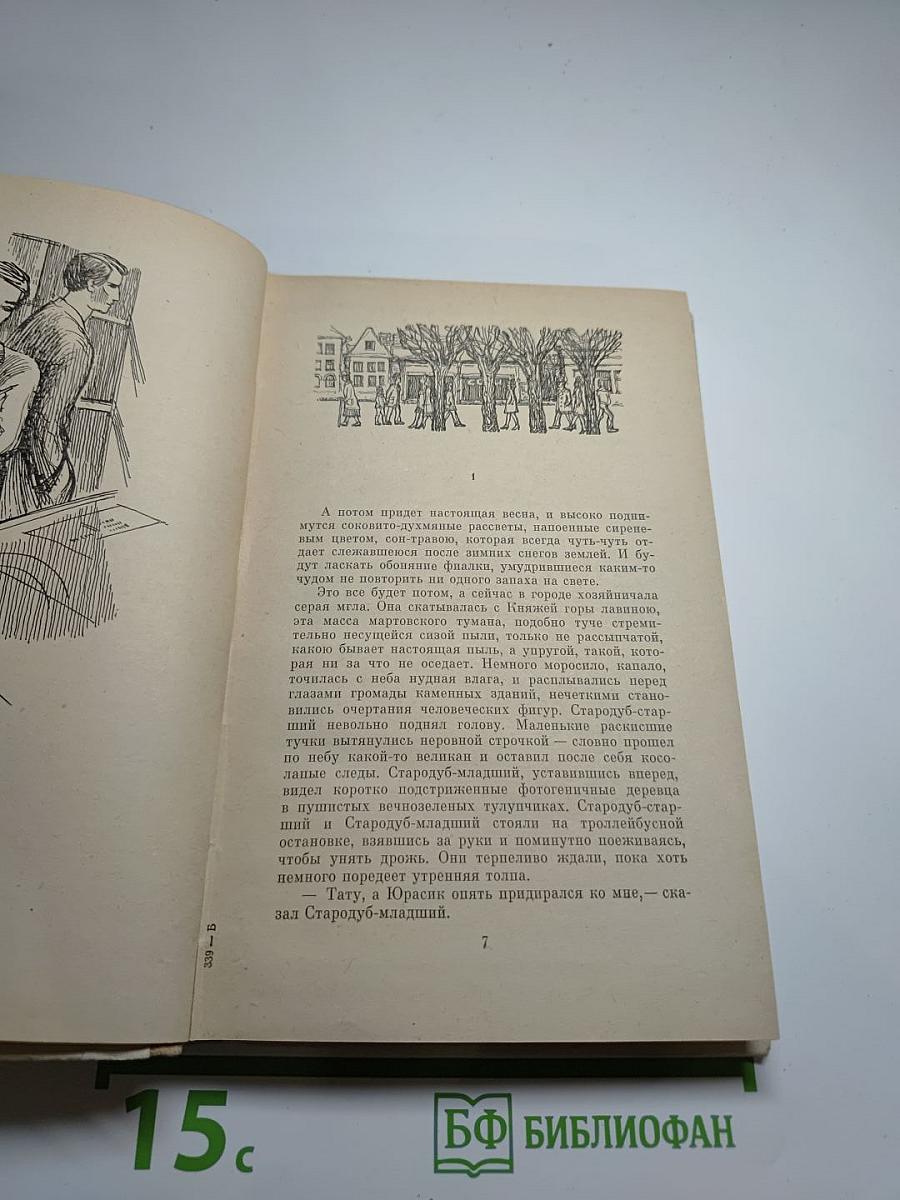 1
А потом придет настоящая весна, и высоко подни-
мутся соковито-духмяные рассветы, напоенные сирене-
вым цветом, сон-травою, которая всегда чуть-чуть от-
дает слежавшеюся после зимних снегов землей. И бу-
дут ласкать обоняние фиалки, умудрившиеся каким-то
чудом не повторить ни одного запаха на свете.
Это все будет потом, а сейчас в городе хозяйничала
серая мгла. Она скатывалась с Княжей горы лавиною,
эта масса мартовского тумана, подобно туче стреми-
тельно несущейся сизой пыли, только не рассыпчатой,
какою бывает настоящая пыль, а упругой, такой, кото-
рая ни за что не оседает. Немного моросило, капало,
точилась с неба нудная влага, и расплывались перед
глазами громады каменных зданий, нечеткими стано-
вились очертания человеческих фигур. Стародуб-стар-
ший невольно поднял голову. Маленькие раскисшие
тучки вытянулись неровной строчкой — словно прошел
по небу какой-то великан и оставил после себя косо-
лапые следы. Стародуб-младший, уставившись вперед,
видел коротко подстриженные фотогеничные деревца
в пушистых вечнозеленых тулупчиках. Стародуб-стар-
ший и Стародуб-младший стояли на троллейбусной
остановке, взявшись за руки и поминутно поеживаясь,
чтобы унять дрожь. Они терпеливо ждали, пока хоть
немного поредеет утренняя толпа.
— Тату, а Юрасик опять придирался ко мне,— ска-
зал Стародуб-младший.
7
339 — Б
15 с
БФ БИБЛИОФАН